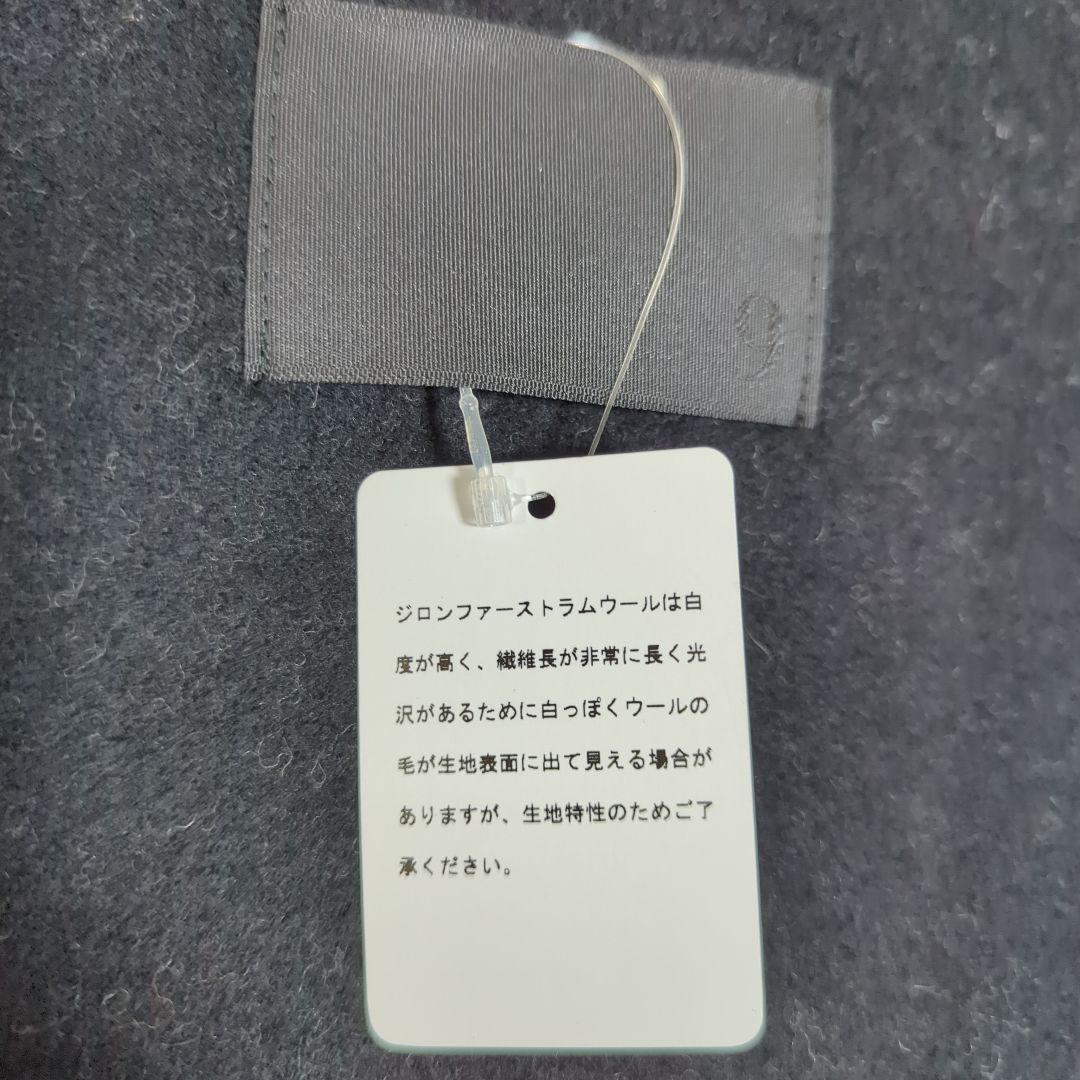 9
ジロンファーストラムウールは白
度が高く、繊維長が非常に長く光
沢があるために白っぽくウールの
毛が生地表面に出て見える場合が
ありますが、生地特性のためご了
承ください。